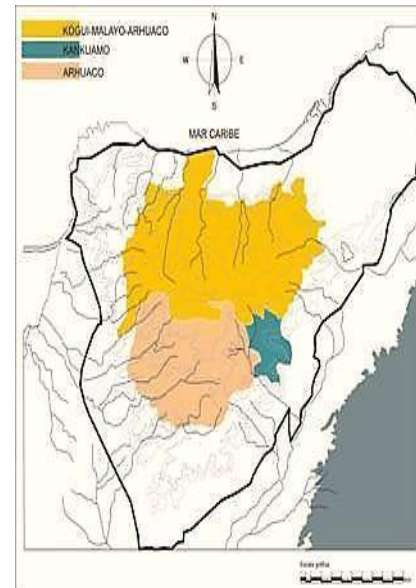 KOGUI-MALAYO-ARHUACO
KANKUAMO
ARHUACO
N
W
E
S
MAR CARIBE